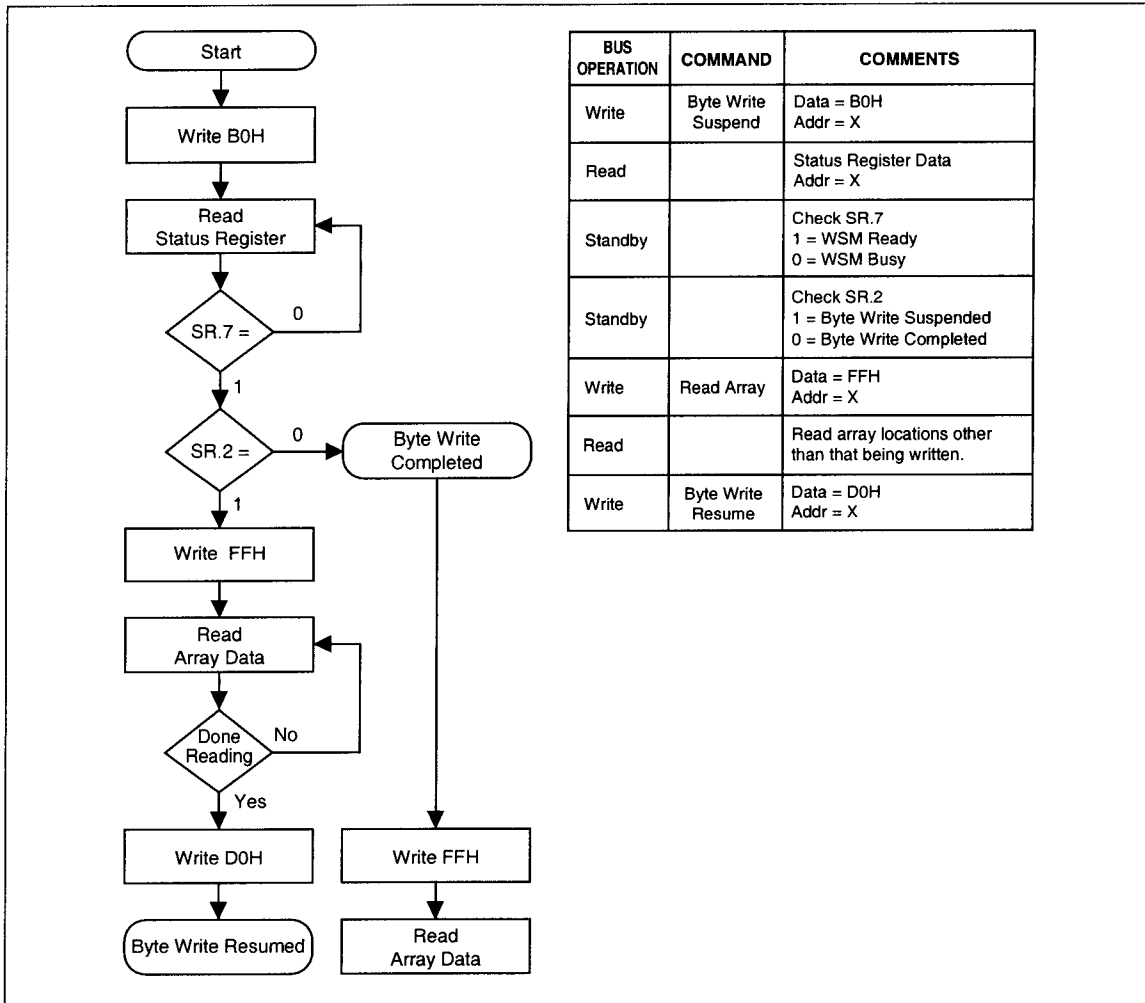 Start
Write B0H
Read
Status Register
SR.7 =
0
1
SR.2 =
0
1
Byte Write
Completed
Write FFH
Read
Array Data
Done
Reading
No
Yes
Write D0H
Byte Write Resumed
Write FFH
Read
Array Data
BUS
OPERATION
COMMAND
COMMENTS
Write
Byte Write
Suspend
Data = B0H
Addr = X
Read
Status Register Data
Addr = X
Standby
Check SR.7
1 = WSM Ready
0 = WSM Busy
Standby
Check SR.2
1 = Byte Write Suspended
0 = Byte Write Completed
Write
Read Array
Data = FFH
Addr = X
Read
Read array locations other
than that being written.
Write
Byte Write
Resume
Data = D0H
Addr = X